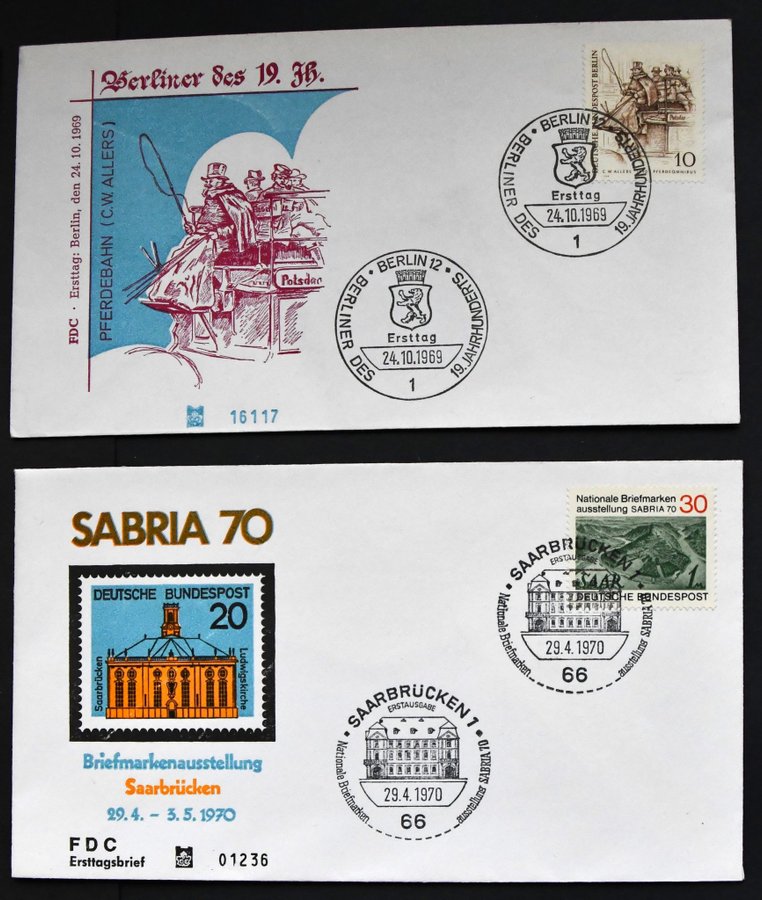 Berliner des 19. Jh.
FDC · Ersttag: Berlin, den 24. 10. 1969
PFERDEBAHN (C. W. ALLERS)
Potsdam
16117
DEUTSCHE BUNDESPOST BERLIN
Potsdam
10
C. W. ALLERS PFERDEOMNIBUS
· BERLIN 12 ·
BERLINER DES 19. JAHRHUNDERTS
Ersttag
24.10.1969
1
· BERLIN 12 ·
BERLINER DES 19. JAHRHUNDERTS
Ersttag
24.10.1969
1
SABRIA 70
DEUTSCHE BUNDESPOST
20
Saarbrücken
Ludwigskirche
Briefmarkenausstellung
Saarbrücken
29.4. – 3.5.1970
FDC
Ersttagsbrief
01236
Nationale Briefmarken 30
ausstellung SABRIA 70
SAAR 1
DEUTSCHE BUNDESPOST
· SAARBRÜCKEN 1 ·
ERSTAUSGABE
29.4.1970
66
Nationale Briefmarken ausstellung SABRIA 70
· SAARBRÜCKEN 1 ·
ERSTAUSGABE
29.4.1970
66
Nationale Briefmarken ausstellung SABRIA 70